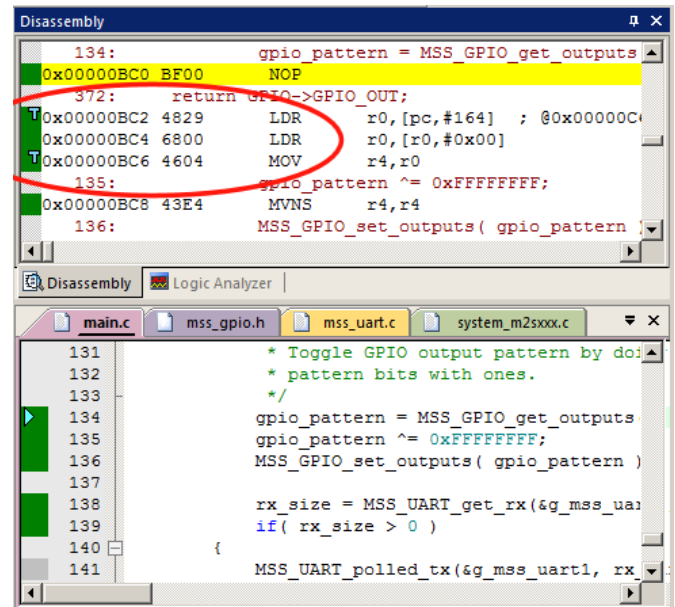 Disassembly
134: gpio_pattern = MSS_GPIO_get_outputs
0x00000BC0 BF00 NOP
372: return GPIO->GPIO_OUT;
T0x00000BC2 4829 LDR r0,[pc,#164] ; @0x00000C
0x00000BC4 6800 LDR r0,[r0,#0x00]
T0x00000BC6 4604 MOV r4,r0
135: gpio_pattern ^= 0xFFFFFFFF;
0x00000BC8 43E4 MVNS r4,r4
136: MSS_GPIO_set_outputs( gpio_pattern )
Disassembly Logic Analyzer
main.c mss_gpio.h mss_uart.c system_m2sxxx.c
131 * Toggle GPIO output pattern by doi
132 * pattern bits with ones.
133 */
134 gpio_pattern = MSS_GPIO_get_outputs
135 gpio_pattern ^= 0xFFFFFFFF;
136 MSS_GPIO_set_outputs( gpio_pattern )
137
138 rx_size = MSS_UART_get_rx(&g_mss_uar
139 if( rx_size > 0 )
140 {
141 MSS_UART_polled_tx(&g_mss_uart1, rx_